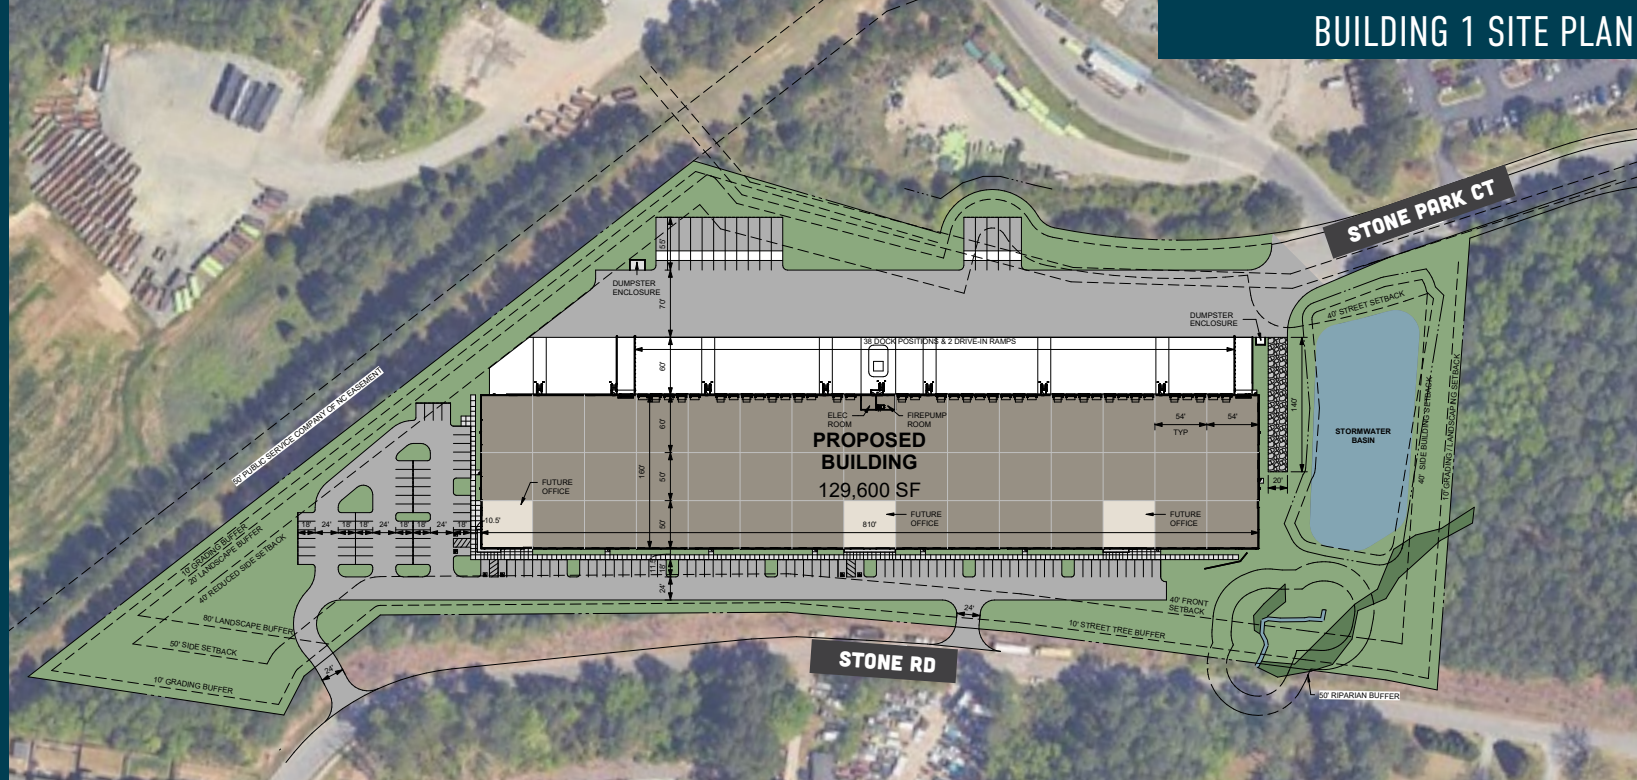 BUILDING 1 SITE PLAN
STONE PARK CT
55'
DUMPSTER
ENCLOSURE
70'
DUMPSTER
ENCLOSURE
40' STREET SETBACK
38 DOCK POSITIONS & 2 DRIVE-IN RAMPS
60'
50' PUBLIC SERVICE COMPANY OF NC EASEMENT
60'
ELEC
ROOM
FIREPUMP
ROOM
54'
54'
TYP
140'
PROPOSED
BUILDING
129,600 SF
160'
50'
STORMWATER
BASIN
40' SIDE BUILDING SETBACK
10' GRADING / LANDSCAPING SETBACK
20'
FUTURE
OFFICE
FUTURE
OFFICE
FUTURE
OFFICE
10.5'
50'
810'
18'
24'
18'
18'
24'
18'
18'
24'
18'
10' GRADING BUFFER
20' LANDSCAPE BUFFER
40' REDUCED SIDE SETBACK
11.5'
18'
24'
80' LANDSCAPE BUFFER
50' SIDE SETBACK
10' GRADING BUFFER
24'
24'
40' FRONT
SETBACK
10' STREET TREE BUFFER
STONE RD
50' RIPARIAN BUFFER